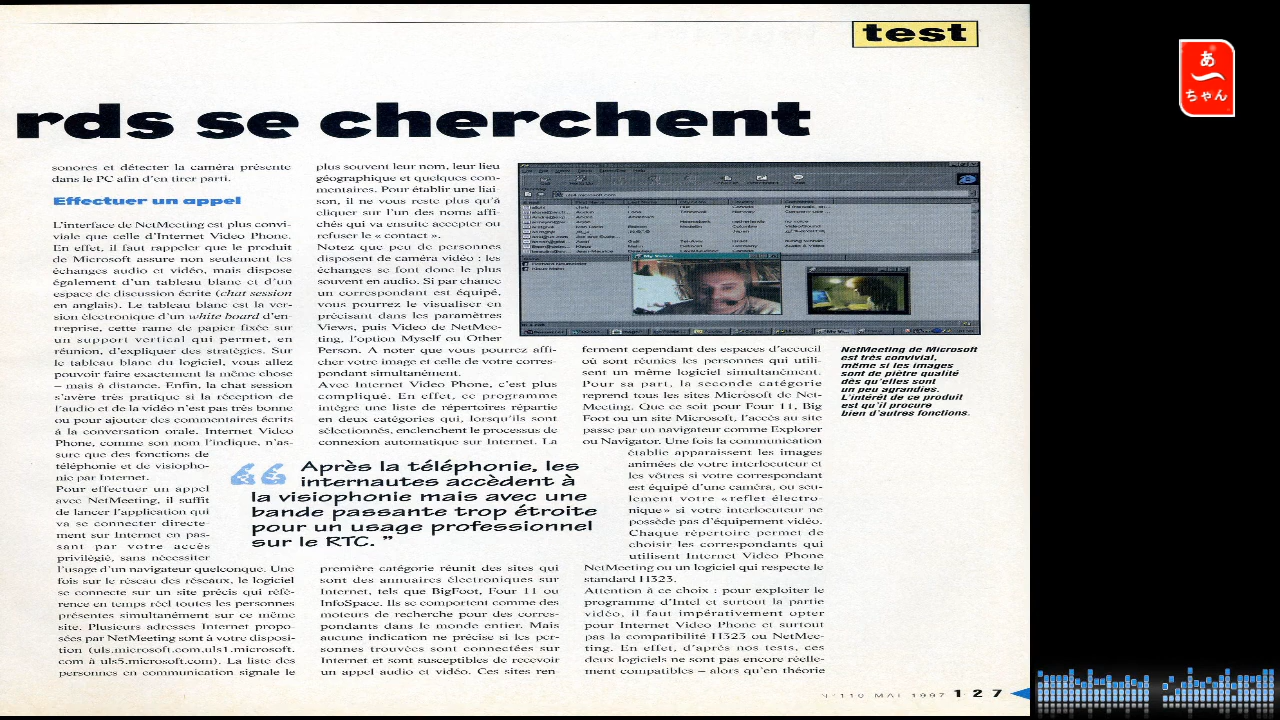 test
rds se cherchent
sonores et détecter la caméra présente
dans le PC afin d'en tirer parti.
Effectuer un appel
L'interface de NetMeeting est plus convi-
viale que celle d'Internet Video Phone.
En effet, il faut rappeler que le produit
de Microsoft assure non seulement les
échanges audio et vidéo, mais dispose
également d'un tableau blanc et d'un
espace de discussion écrite (chat session
en anglais). Le tableau blanc est la ver-
sion électronique d'un white board d'en-
treprise, cette rame de papier fixée sur
un support vertical qui permet, en
réunion, d'expliquer des stratégies. Sur
le tableau blanc du logiciel, vous allez
pouvoir faire exactement la même chose
– mais à distance. Enfin, la chat session
s'avère très pratique si la réception de
l'audio et de la vidéo n'est pas très bonne
ou pour ajouter des commentaires écrits
à la conversation orale. Internet Video
Phone, comme son nom l'indique, n'as-
sure que des fonctions de
téléphonie et de visiopho-
nie par Internet.
Pour effectuer un appel
avec NetMeeting, il suffit
de lancer l'application qui
va se connecter directe-
ment sur Internet en pas-
sant par votre accès
privilégié, sans nécessiter
l'usage d'un navigateur quelconque. Une
fois sur le réseau des réseaux, le logiciel
se connecte sur un site précis qui réfé-
rence en temps réel toutes les personnes
présentes simultanément sur ce même
site. Plusieurs adresses Internet propo-
sées par NetMeeting sont à votre disposi-
tion (uls.microsoft.com,uls1.microsoft.
com à uls5.microsoft.com). La liste des
personnes en communication signale le
plus souvent leur nom, leur lieu
géographique et quelques com-
mentaires. Pour établir une liai
son, il ne vous reste plus qu'à
cliquer sur l'un des noms affi-
chés qui va ensuite accepter ou
refuser le « contact ».
Notez que peu de personnes
disposent de caméra vidéo : les
échanges se font donc le plus
souvent en audio. Si par chance
un correspondant est équipé,
vous pourrez le visualiser en
précisant dans les paramètres
Views, puis Video de NetMee-
ting, l'option Myself ou Other
Person. A noter que vous pourrez affi-
cher votre image et celle de votre corres-
pondant simultanément.
Avec Internet Video Phone, c'est plus
compliqué. En effet, ce programme
intègre une liste de répertoires répartie
en deux catégories qui, lorsqu'ils sont
sélectionnés, enclenchent le processus de
connexion automatique sur Internet. La
“ Après la téléphonie, les
internautes accèdent à
la visiophonie mais avec une
bande passante trop étroite
pour un usage professionnel
sur le RTC. ”
première catégorie réunit des sites qui
sont des annuaires électroniques sur
Internet, tels que BigFoot, Four 11 ou
InfoSpace. Ils se comportent comme des
moteurs de recherche pour des corres-
pondants dans le monde entier. Mais
aucune indication ne précise si les per-
sonnes trouvées sont connectées sur
Internet et sont susceptibles de recevoir
un appel audio et vidéo. Ces sites ren
My Video
ferment cependant des espaces d'accueil
où sont réunies les personnes qui utili-
sent un même logiciel simultanément.
Pour sa part, la seconde catégorie
reprend tous les sites Microsoft de Net-
Meeting. Que ce soit pour Four 11, Big
Foot ou un site Microsoft, l'accès au site
passe par un navigateur comme Explorer
ou Navigator. Une fois la communication
établie apparaissent les images
animées de votre interlocuteur et
les vôtres si votre correspondant
est équipé d'une caméra, ou seu-
lement votre « reflet électro-
nique » si votre interlocuteur ne
possède pas d'équipement vidéo.
Chaque répertoire permet de
choisir les correspondants qui
utilisent Internet Video Phone
NetMeeting ou un logiciel qui respecte le
standard H323.
Attention à ce choix : pour exploiter le
programme d'Intel et surtout la partie
vidéo, il faut impérativement opter
pour Internet Video Phone et surtout
pas la compatibilité H323 ou NetMee-
ting. En effet, d'après nos tests, ces
deux logiciels ne sont pas encore réelle-
ment compatibles – alors qu'en théorie
NetMeeting de Microsoft
est très convivial,
même si les images
sont de piètre qualité
dès qu'elles sont
un peu agrandies.
L'intérêt de ce produit
est qu'il procure
bien d'autres fonctions.
N°110 MAI 1997 127
あ
ー
ちゃん